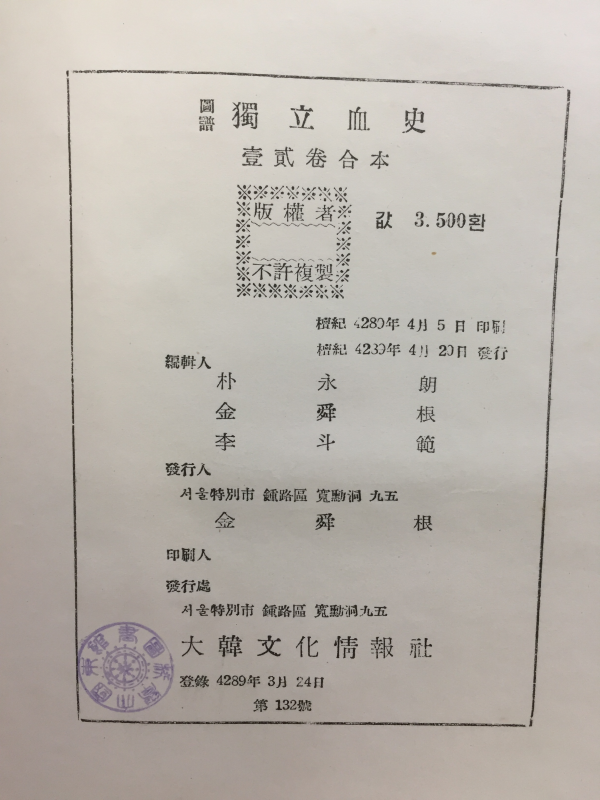 圖譜 獨立血史
壹貳卷合本
版權者
不許複製
값 3.500환
檀紀 4289年 4月 5日 印刷
檀紀 4289年 4月 20日 發行
編輯人
朴永朗
金舜根
李斗範
發行人
서울特別市 鍾路區 寬勳洞 九五
金舜根
印刷人
發行處
서울特別市 鍾路區 寬勳洞九五
大韓文化情報社
登錄 4289年 3月 24日
第 132號